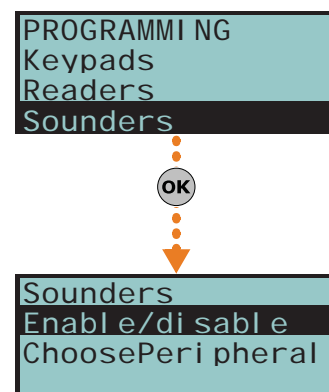 PROGRAMMING
Keypads
Readers
Sounders
OK
Sounders
Enable/disable
ChoosePeripheral